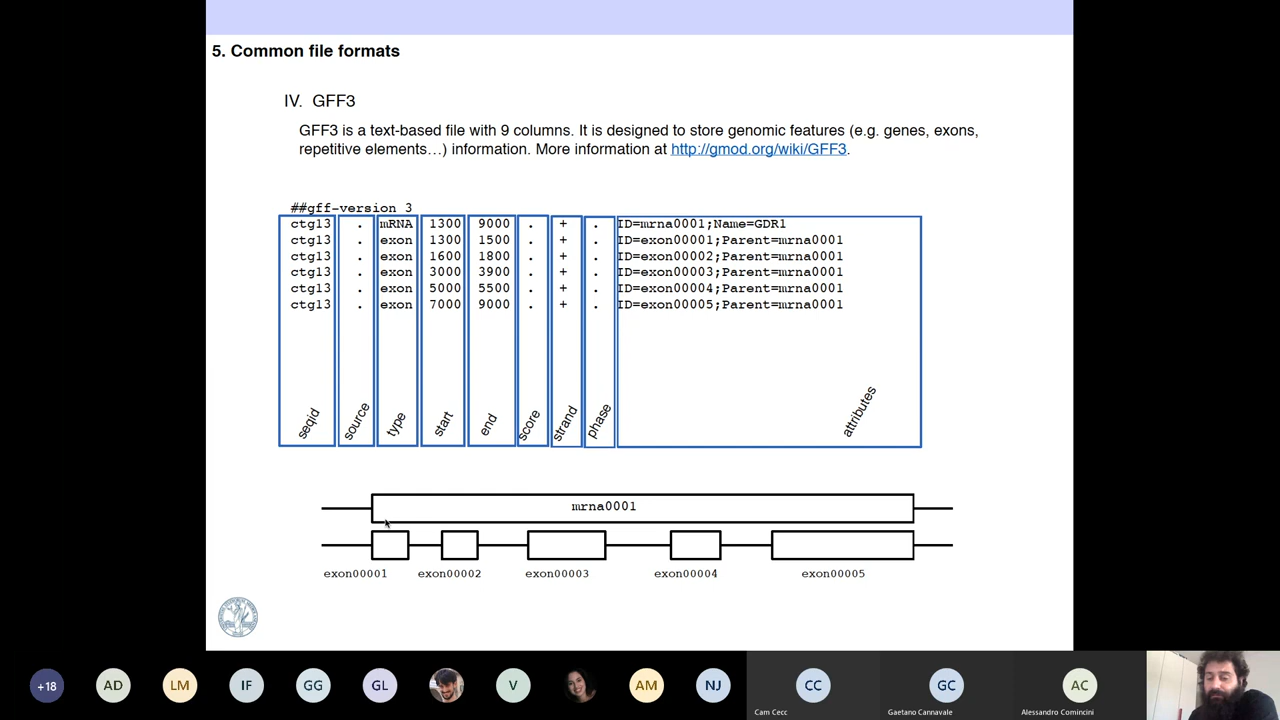 5. Common file formats
IV. GFF3
GFF3 is a text-based file with 9 columns. It is designed to store genomic features (e.g. genes, exons,
repetitive elements…) information. More information at http://gmod.org/wiki/GFF3.
##gff-version 3
ctg13 . mRNA 1300 9000 . + . ID=mrna0001;Name=GDR1
ctg13 . exon 1300 1500 . + . ID=exon00001;Parent=mrna0001
ctg13 . exon 1600 1800 . + . ID=exon00002;Parent=mrna0001
ctg13 . exon 3000 3900 . + . ID=exon00003;Parent=mrna0001
ctg13 . exon 5000 5500 . + . ID=exon00004;Parent=mrna0001
ctg13 . exon 7000 9000 . + . ID=exon00005;Parent=mrna0001
seqid source type start end score strand phase attributes
mrna0001
exon00001 exon00002 exon00003 exon00004 exon00005
+18 AD LM IF GG GL V AM NJ CC GC AC
Cam Cecc Gaetano Cannavale Alessandro Comincini